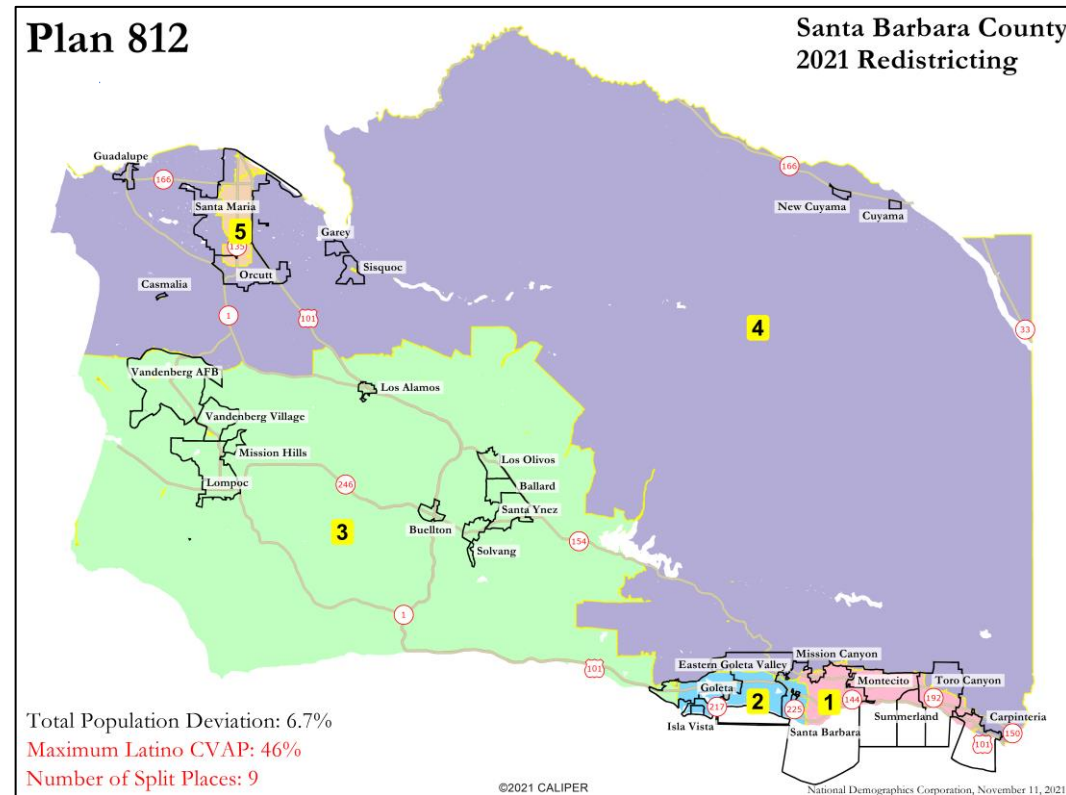 Plan 812
Santa Barbara County
2021 Redistricting
Guadalupe
166
166
Santa Maria
New Cuyama
Cuyama
5
Garey
135
Sisquoc
Orcutt
Casmalia
1
101
4
33
Vandenberg AFB
Los Alamos
Vandenberg Village
Mission Hills
Los Olivos
Lompoc
246
Ballard
Santa Ynez
Buellton
3
Solvang
154
1
Mission Canyon
101
Eastern Goleta Valley
Montecito
Toro Canyon
Goleta
2
1
144
192
217
225
Summerland
Carpinteria
Isla Vista
Santa Barbara
150
101
Total Population Deviation: 6.7%
Maximum Latino CVAP: 46%
Number of Split Places: 9
©2021 CALIPER
National Demographics Corporation, November 11, 2021